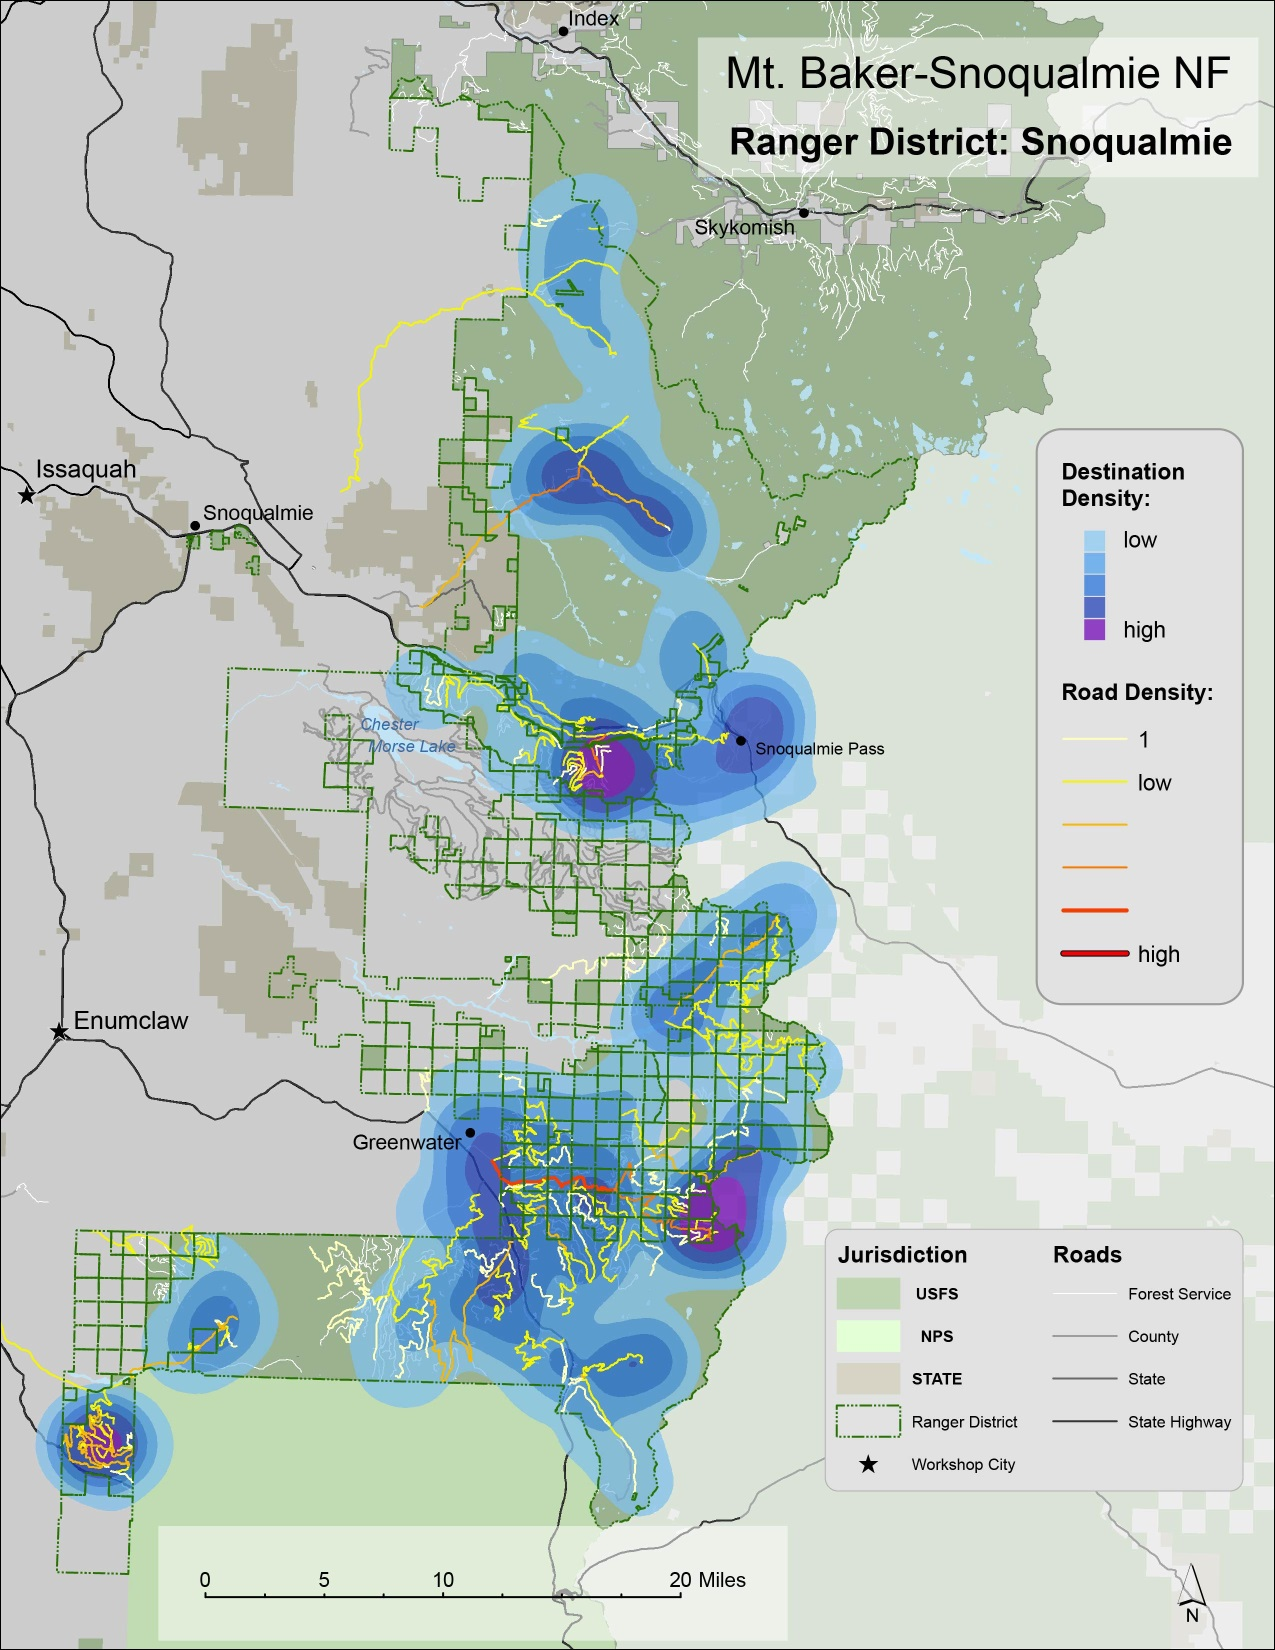 Index
Mt. Baker-Snoqualmie NF
Ranger District: Snoqualmie
Skykomish
Issaquah
Snoqualmie
Destination
Density:
low
high
Road Density:
1
low
high
Chester
Morse Lake
Snoqualmie Pass
Enumclaw
Greenwater
Jurisdiction
Roads
USFS
Forest Service
NPS
County
STATE
State
Ranger District
State Highway
Workshop City
0 5 10 20 Miles
N